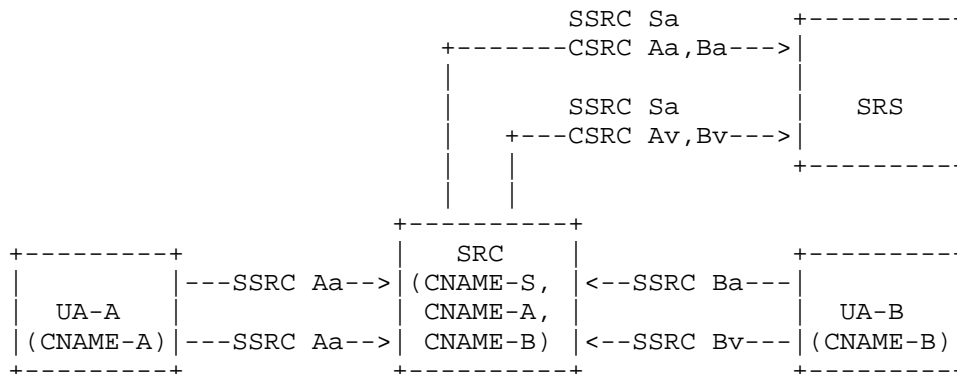 SSRC Sa
CSRC Aa,Ba
SSRC Sa
SRS
CSRC Av,Bv
SRC
SSRC Aa (CNAME-S, SSRC Ba
UA-A CNAME-A, UA-B
(CNAME-A) SSRC Aa CNAME-B) SSRC Bv (CNAME-B)